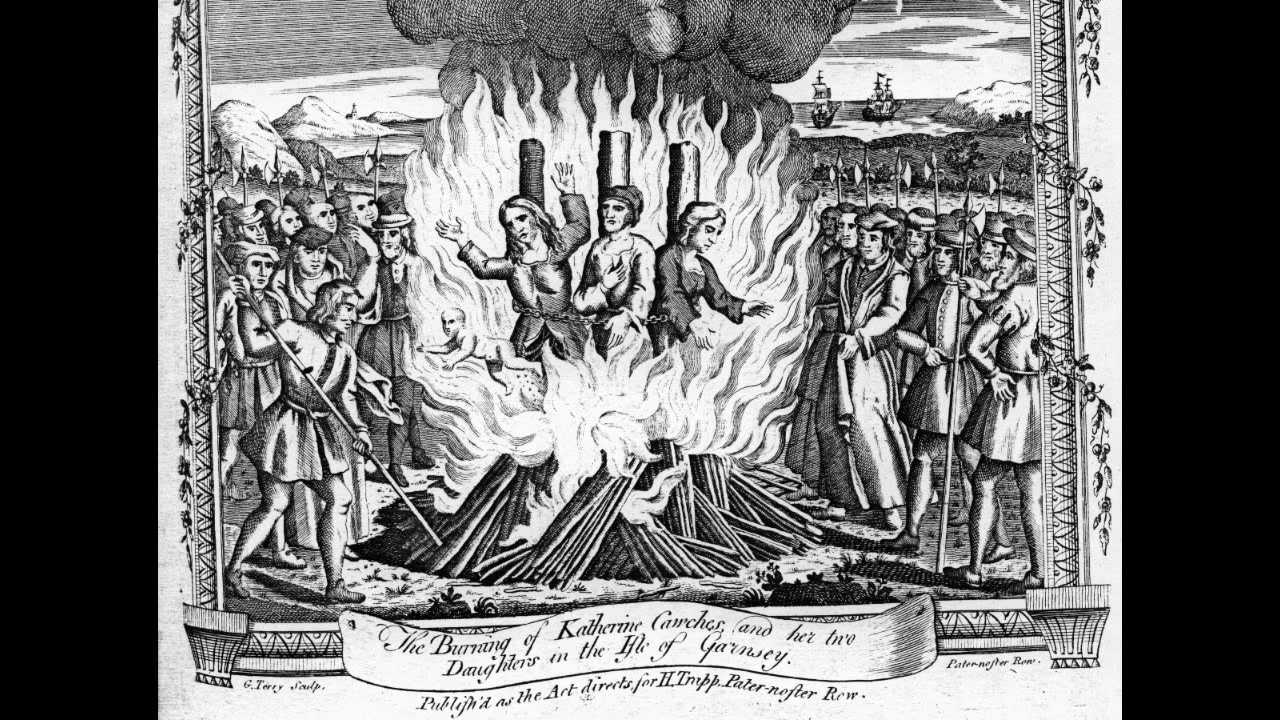 The Burning of Katherine Cawches, and her two
Daughters in the Isle of Garnsey.
G. Terry Sculp.
Pater-noster Row.
Publish'd as the Act directs, for H. Trapp, Pater-noster Row.